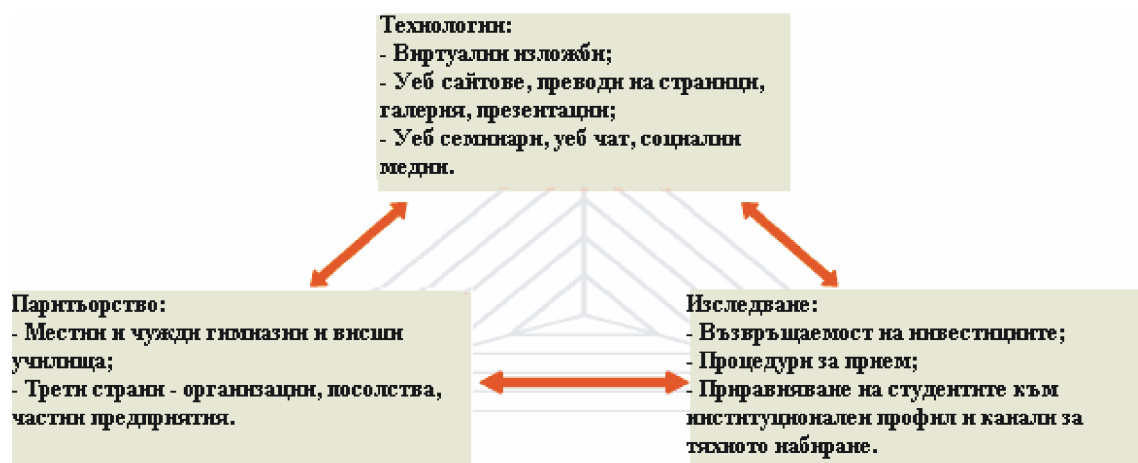 Технологии:
- Виртуални изложби;
- Уеб сайтове, преводи на страници,
галерия, презентации;
- Уеб семинари, уеб чат, социални
медии.
Паритьорство:
- Местни и чужди гимназии и висши
училища;
- Трети страни - организации, посолства,
частни предприятия.
Изследване:
- Възвръщаемост на инвестициите;
- Процедури за прием;
- Приравняване на студентите към
институционален профил и канали за
тяхното набиране.